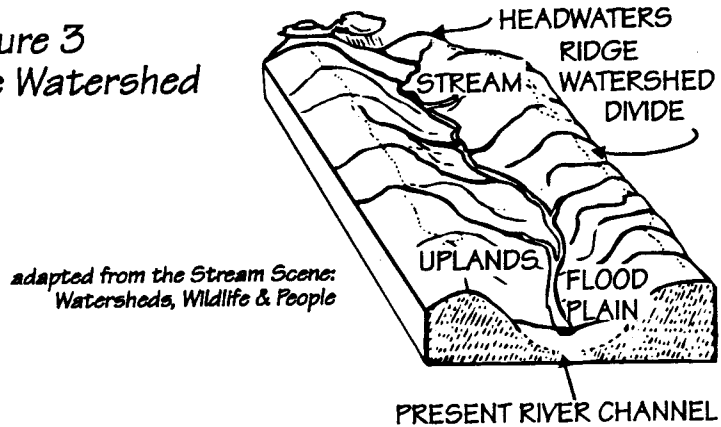 ure 3
Watershed
HEADWATERS
RIDGE
WATERSHED
DIVIDE
STREAM
adapted from the Stream Scene:
Watersheds, Wildlife & People
UPLANDS
FLOOD
PLAIN
PRESENT RIVER CHANNEL